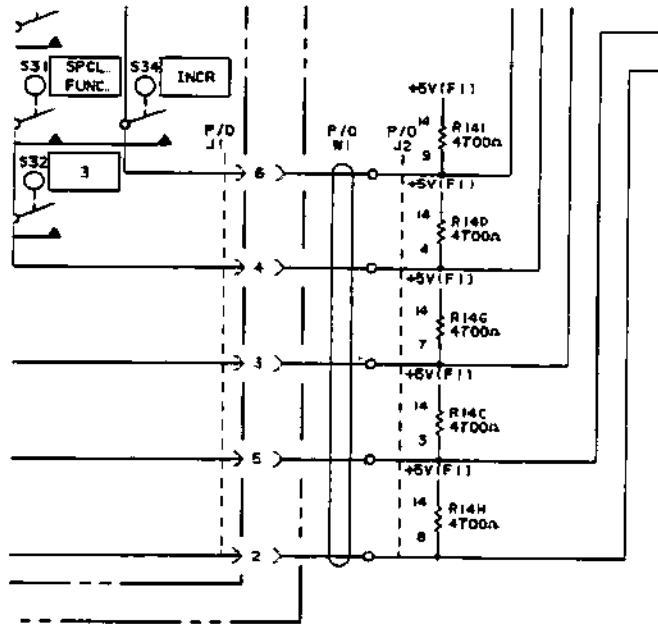 S31
SPCL.
FUNC.
S34
INCR
+5V(F1)
P/O
J1
P/O
W1
P/O
J2
14
R14I
4700Ω
9
S32
3
6
+5V(F1)
14
R14D
4700Ω
4
4
+5V(F1)
14
R14G
4700Ω
7
3
+5V(F1)
14
R14C
4700Ω
3
5
+5V(F1)
14
R14H
4700Ω
8
2